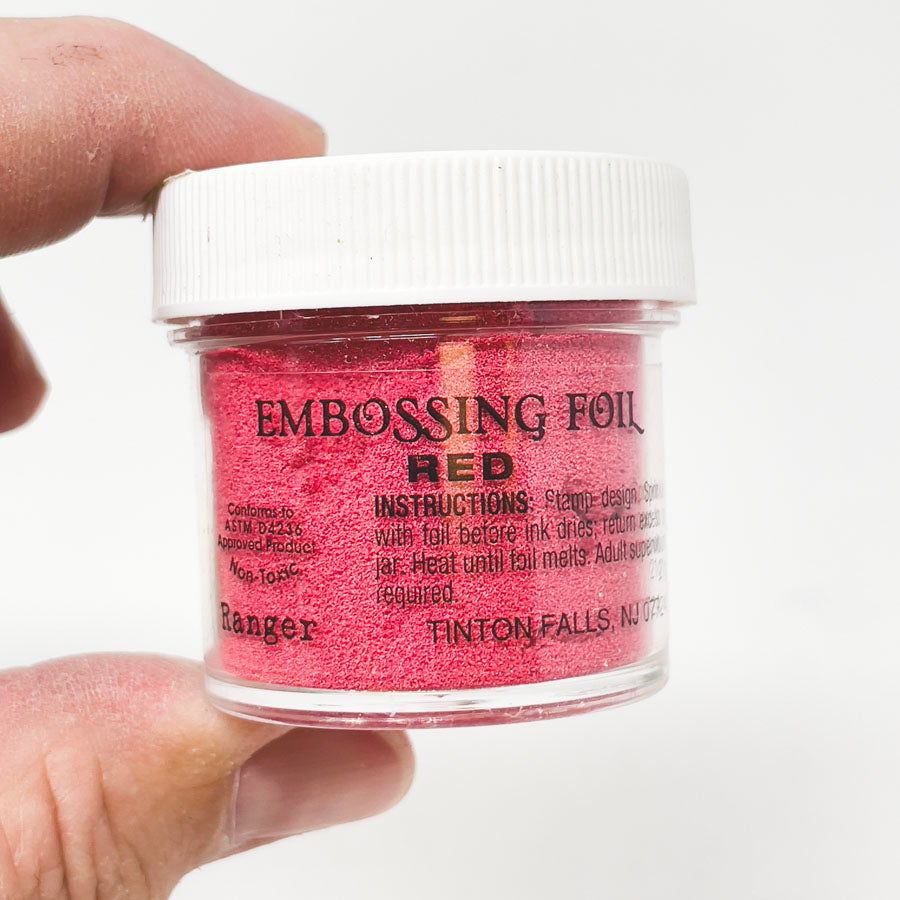 EMBOSSING FOIL
RED
INSTRUCTIONS: Stamp design.
with foil before ink dries; return excess
jar. Heat until foil melts. Adult
required.
Conforms to
ASTM D4236
Approved Product
Non-Toxic.
Ranger
TINTON FALLS, NJ